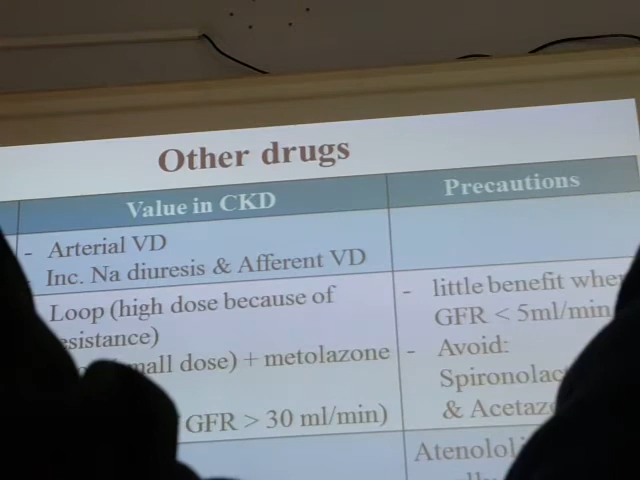 Other drugs
Value in CKD
Precautions
- Arterial VD
Inc. Na diuresis & Afferent VD
Loop (high dose because of
esistance)
mall dose) + metolazone
GFR > 30 ml/min)
- little benefit whe
GFR < 5ml/min
- Avoid:
Spironolac
& Acetaz
Atenolol